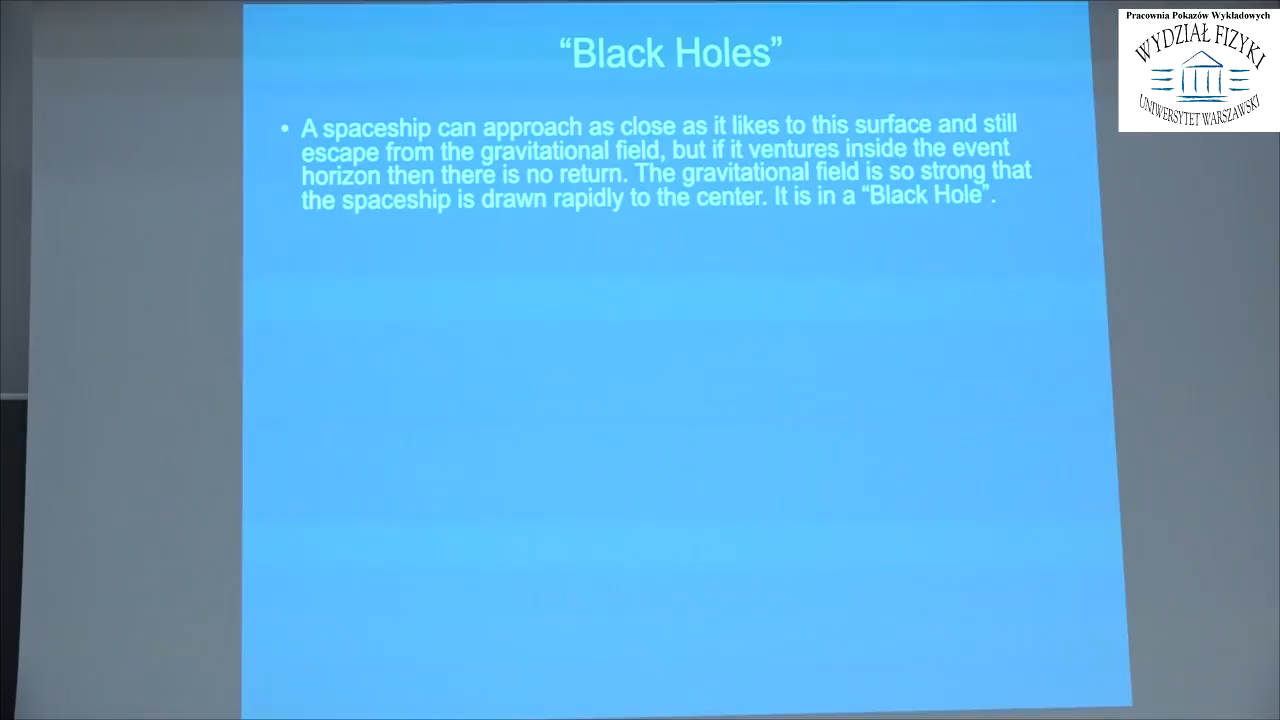 "Black Holes"
• A spaceship can approach as close as it likes to this surface and still
escape from the gravitational field, but if it ventures inside the event
horizon then there is no return. The gravitational field is so strong that
the spaceship is drawn rapidly to the center. It is in a “Black Hole”.
Pracownia Pokazów Wykładowych
WYDZIAŁ FIZYKI
UNIWERSYTET WARSZAWSKI